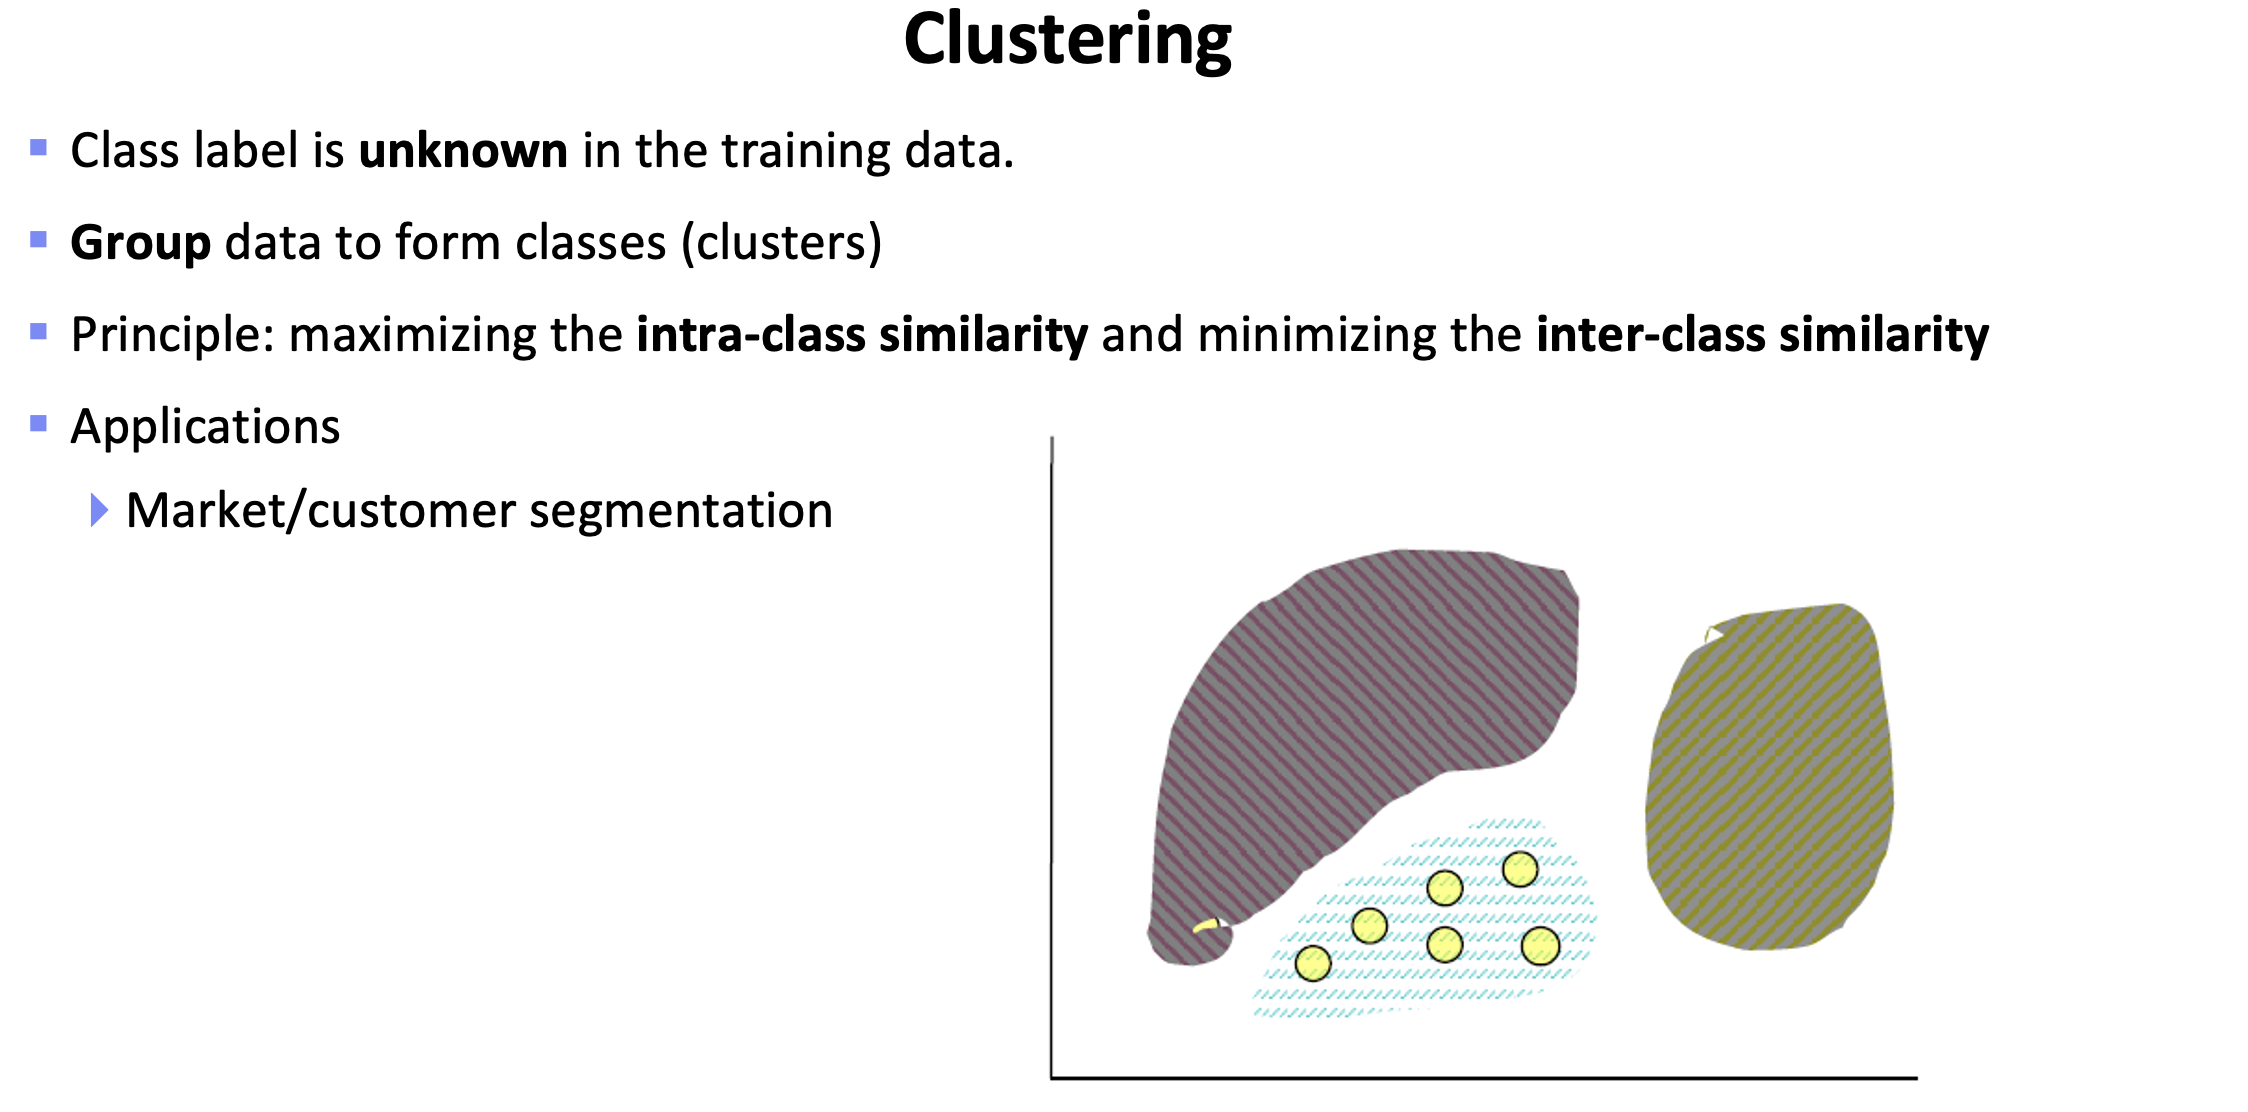 Clustering
Class label is unknown in the training data.
Group data to form classes (clusters)
Principle: maximizing the intra-class similarity and minimizing the inter-class similarity
Applications
Market/customer segmentation